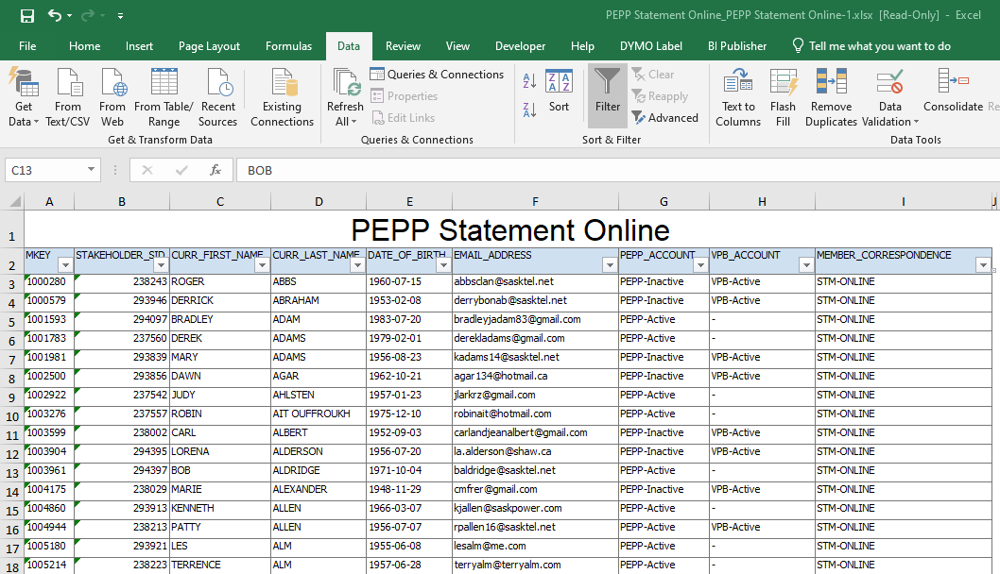 PEPP Statement Online_PEPP Statement Online-1.xlsx [Read-Only] - Excel
File Home Insert Page Layout Formulas Data Review View Developer Help DYMO Label BI Publisher Tell me what you want to do
Get Data
From Text/CSV
From Web
From Table/ Range
Recent Sources
Existing Connections
Get & Transform Data
Refresh All
Queries & Connections
Properties
Edit Links
Queries & Connections
Sort
Filter
Clear
Reapply
Advanced
Sort & Filter
Text to Columns
Flash Fill
Remove Duplicates
Data Validation
Consolidate Re
Data Tools
C13 fx BOB
A B C D E F G H I J
1 PEPP Statement Online
2 MKEY STAKEHOLDER_SID CURR_FIRST_NAME CURR_LAST_NAME DATE_OF_BIRTH EMAIL_ADDRESS PEPP_ACCOUNT VPB_ACCOUNT MEMBER_CORRESPONDENCE
3 1000280 238243 ROGER ABBS 1960-07-15 abbsclan@sasktel.net PEPP-Inactive VPB-Active STM-ONLINE
4 1000579 293946 DERRICK ABRAHAM 1953-02-08 derrybonab@sasktel.net PEPP-Inactive VPB-Active STM-ONLINE
5 1001593 294097 BRADLEY ADAM 1983-07-20 bradleyjadam83@gmail.com PEPP-Active - STM-ONLINE
6 1001783 237560 DEREK ADAMS 1979-02-01 derekladams@gmail.com PEPP-Active - STM-ONLINE
7 1001981 293839 MARY ADAMS 1956-08-23 kadams14@sasktel.net PEPP-Inactive VPB-Active STM-ONLINE
8 1002500 293856 DAWN AGAR 1962-10-21 agar134@hotmail.ca PEPP-Inactive VPB-Active STM-ONLINE
9 1002922 237542 JUDY AHLSTEN 1957-01-23 jlarkrz@gmail.com PEPP-Active - STM-ONLINE
10 1003276 237557 ROBIN AIT OUFFROUKH 1975-12-10 robinait@hotmail.com PEPP-Active - STM-ONLINE
11 1003599 238002 CARL ALBERT 1952-09-03 carlandjeanalbert@gmail.com PEPP-Inactive VPB-Active STM-ONLINE
12 1003904 294395 LORENA ALDERSON 1956-07-20 la.alderson@shaw.ca PEPP-Inactive VPB-Active STM-ONLINE
13 1003961 294397 BOB ALDRIDGE 1971-10-04 baldridge@sasktel.net PEPP-Active - STM-ONLINE
14 1004175 238029 MARIE ALEXANDER 1948-11-29 cmfrer@gmail.com PEPP-Inactive VPB-Active STM-ONLINE
15 1004860 293913 KENNETH ALLEN 1966-03-07 kjallen@saskpower.com PEPP-Active - STM-ONLINE
16 1004944 238213 PATTY ALLEN 1956-07-07 rpallen16@sasktel.net PEPP-Active VPB-Active STM-ONLINE
17 1005180 293921 LES ALM 1955-06-08 lesalm@me.com PEPP-Active - STM-ONLINE
18 1005214 238223 TERRENCE ALM 1957-06-28 terryalm@terryalm.com PEPP-Active - STM-ONLINE